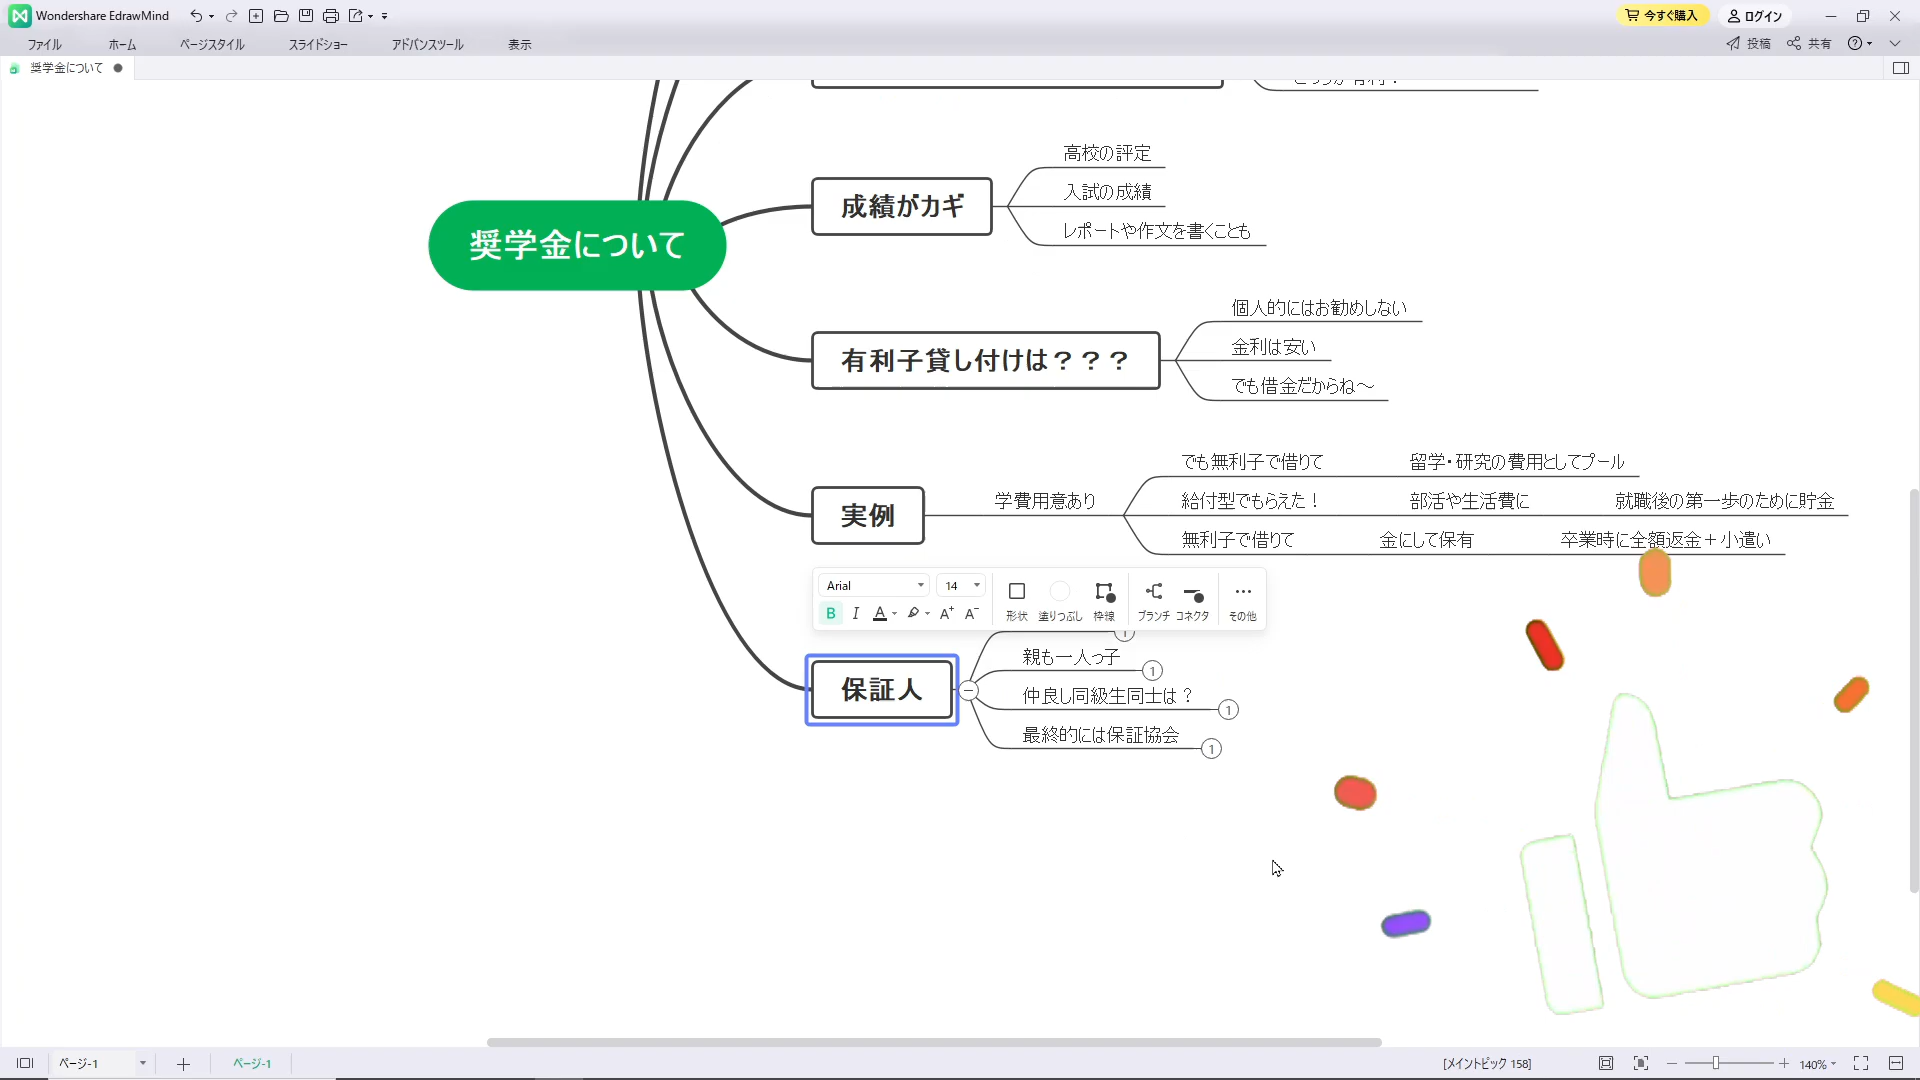 Wondershare EdrawMind
今すぐ購入
ログイン
ファイル ホーム ページスタイル スライドショー アドバンスツール 表示
投稿 共有
奨学金について
どっちが有利？
高校の評定
成績がカギ
入試の成績
レポートや作文を書くことも
奨学金について
個人的にはお勧めしない
有利子貸し付けは？？？
金利は安い
でも借金だからね～
でも無利子で借りて 留学・研究の費用としてプール
実例
学費用意あり
給付型でもらえた！ 部活や生活費に 就職後の第一歩のために貯金
無利子で借りて 金にして保有 卒業時に全額返金＋小遣い
Arial 14
B I A A+ A-
形状 塗りつぶし 枠線 ブランチ コネクタ その他
1
親も一人っ子 1
保証人
仲良し同級生同士は？ 1
最終的には保証協会 1
ページ-1
ページ-1
[メイントピック 158]
140%